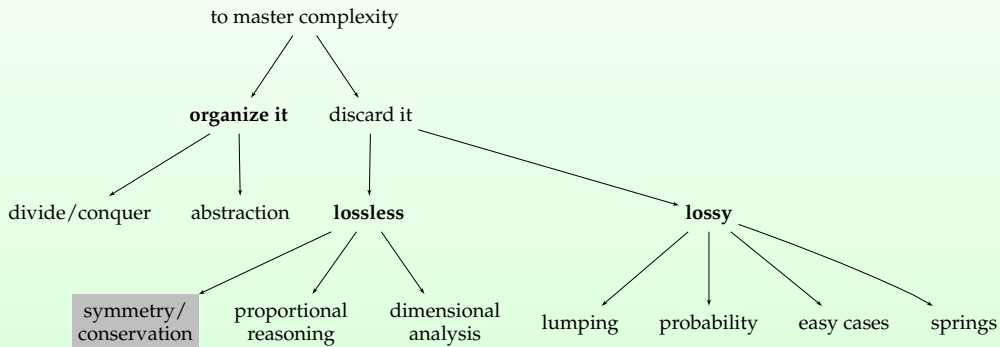 to master complexity
organize it
discard it
divide/conquer
abstraction
lossless
lossy
symmetry/
conservation
proportional
reasoning
dimensional
analysis
lumping
probability
easy cases
springs